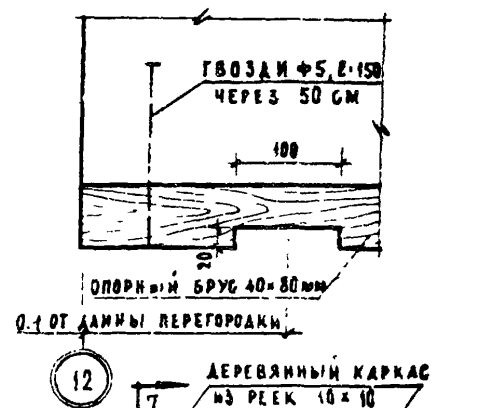 ГВОЗДИ Ф5, ℓ=150
ЧЕРЕЗ 50 СМ
100
20
ОПОРНЫЙ БРУС 40×80 мм
0.1 ОТ ДЛИНЫ ПЕРЕГОРОДКИ
12
ДЕРЕВЯННЫЙ КАРКАС
7
ИЗ РЕЕК 10×10